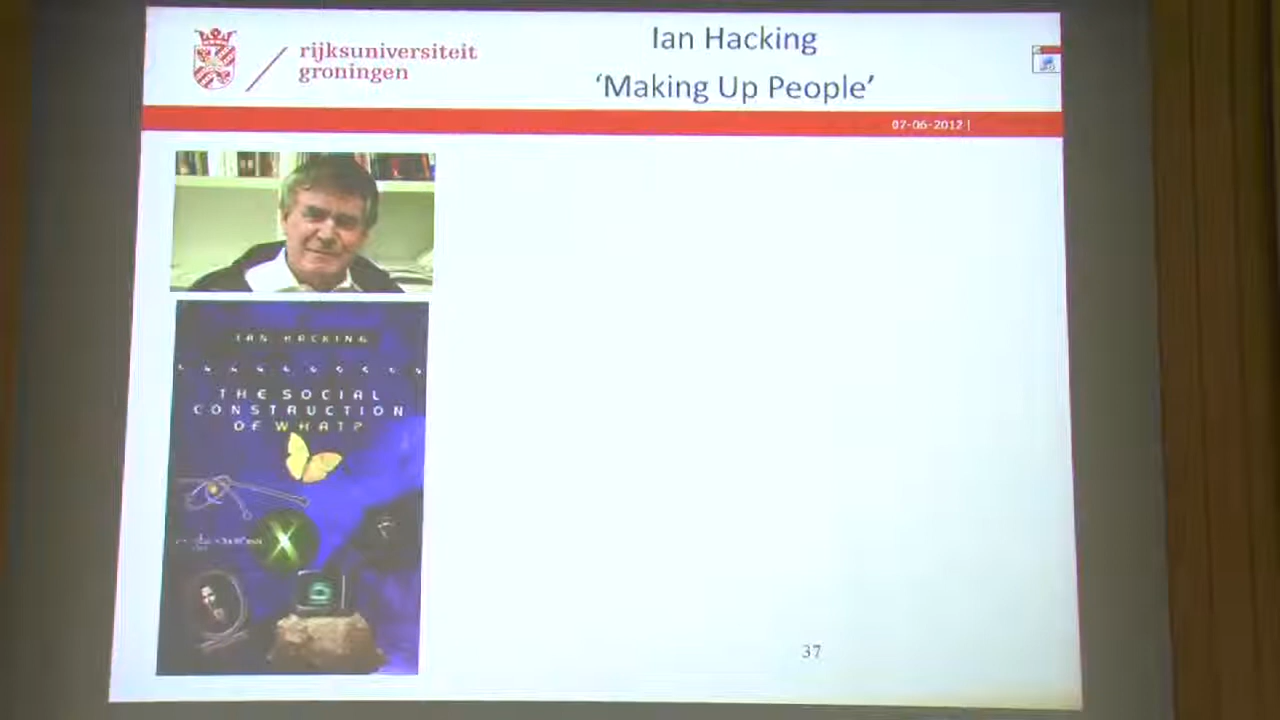 rijksuniversiteit
groningen
Ian Hacking
‘Making Up People’
07-06-2012 |
IAN HACKING
THE SOCIAL
CONSTRUCTION
OF WHAT?
37